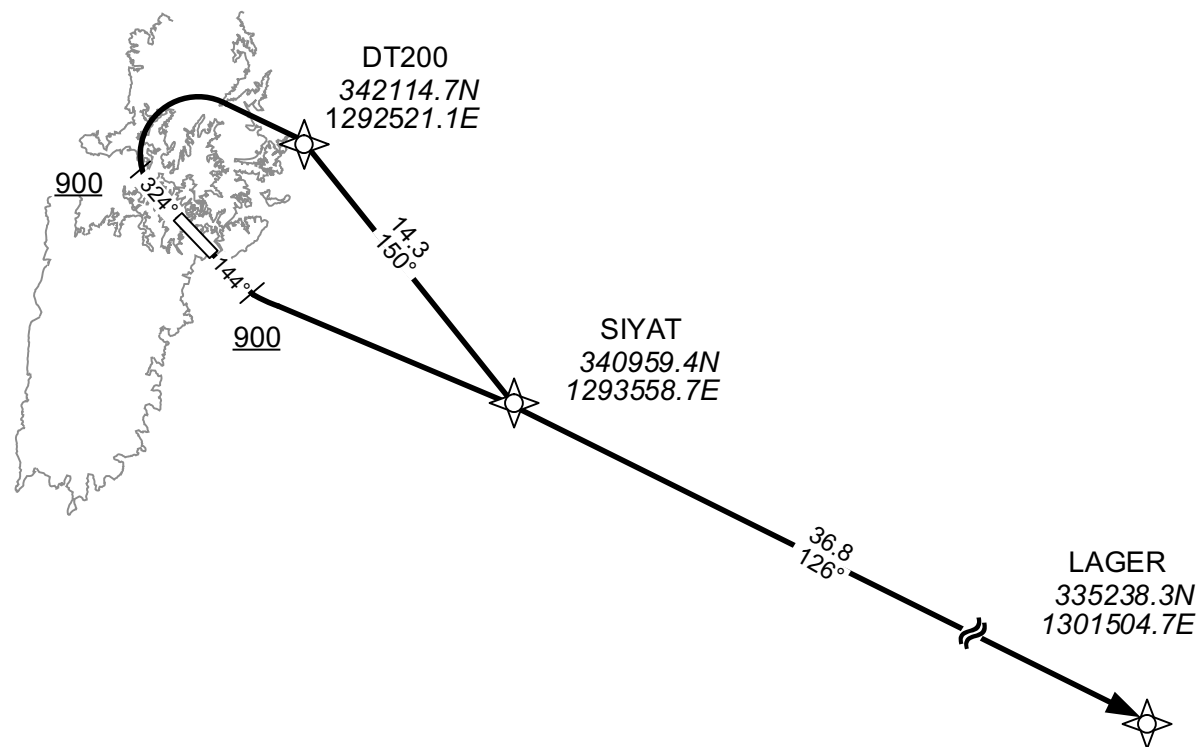 DT200
342114.7N
1292521.1E
900
324°
144°
900
14.3
150°
SIYAT
340959.4N
1293558.7E
36.8
126°
LAGER
335238.3N
1301504.7E